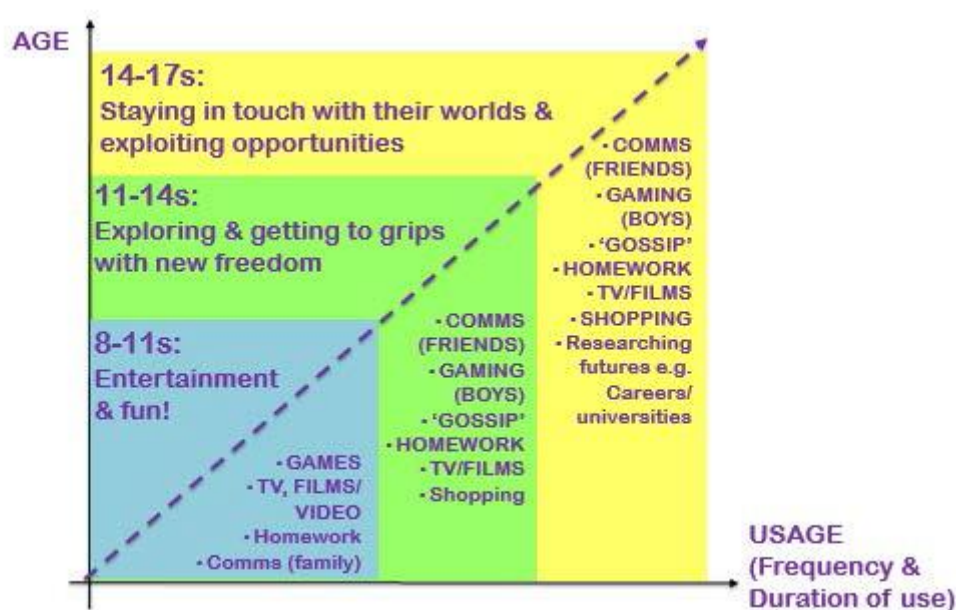 AGE
14-17s:
Staying in touch with their worlds &
exploiting opportunities
• COMMS
(FRIENDS)
• GAMING
(BOYS)
• ‘GOSSIP’
• HOMEWORK
• TV/FILMS
• SHOPPING
• Researching
futures e.g.
Careers/
universities
11-14s:
Exploring & getting to grips
with new freedom
• COMMS
(FRIENDS)
• GAMING
(BOYS)
• ‘GOSSIP’
• HOMEWORK
• TV/FILMS
• Shopping
8-11s:
Entertainment
& fun!
• GAMES
• TV, FILMS/
VIDEO
• Homework
• Comms (family)
USAGE
(Frequency &
Duration of use)